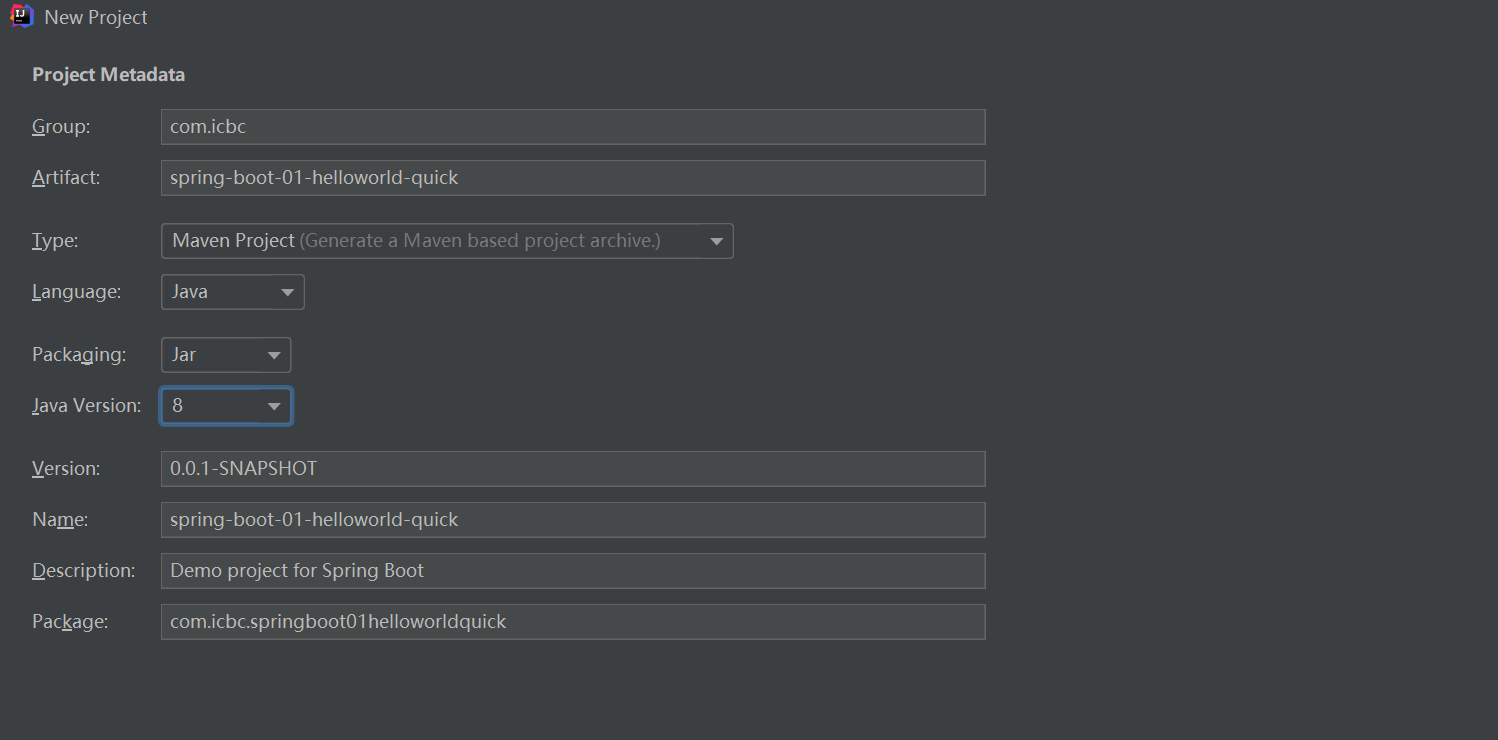 New Project
Project Metadata
Group: com.icbc
Artifact: spring-boot-01-helloworld-quick
Type: Maven Project (Generate a Maven based project archive.)
Language: Java
Packaging: Jar
Java Version: 8
Version: 0.0.1-SNAPSHOT
Name: spring-boot-01-helloworld-quick
Description: Demo project for Spring Boot
Package: com.icbc.springboot01helloworldquick